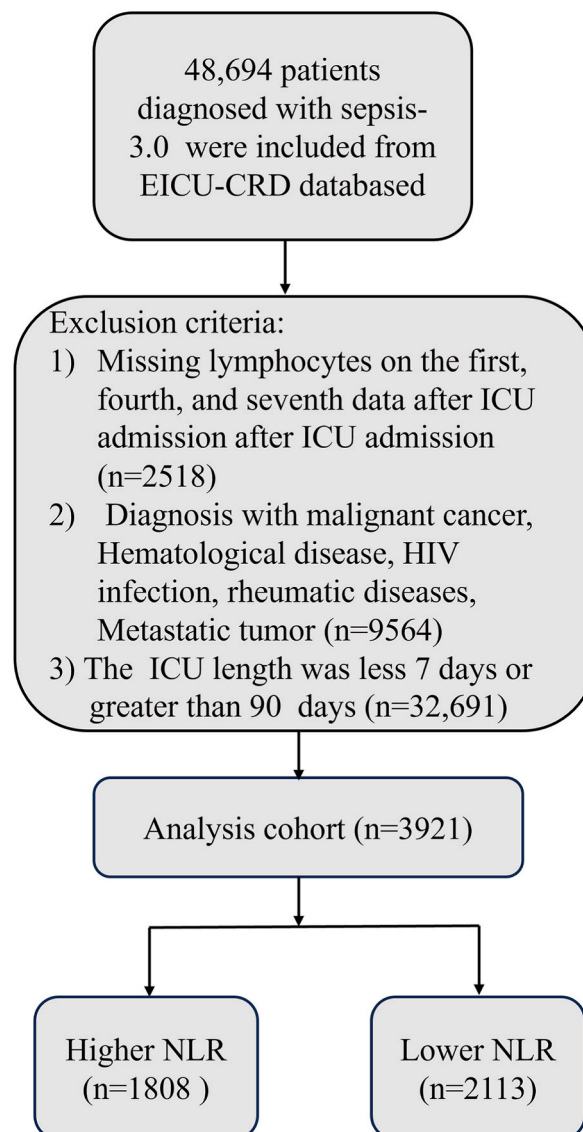 48,694 patients
diagnosed with sepsis-
3.0 were included from
EICU-CRD databased
Exclusion criteria:
1) Missing lymphocytes on the first,
fourth, and seventh data after ICU
admission after ICU admission
(n=2518)
2) Diagnosis with malignant cancer,
Hematological disease, HIV
infection, rheumatic diseases,
Metastatic tumor (n=9564)
3) The ICU length was less 7 days or
greater than 90 days (n=32,691)
Analysis cohort (n=3921)
Higher NLR
(n=1808 )
Lower NLR
(n=2113)